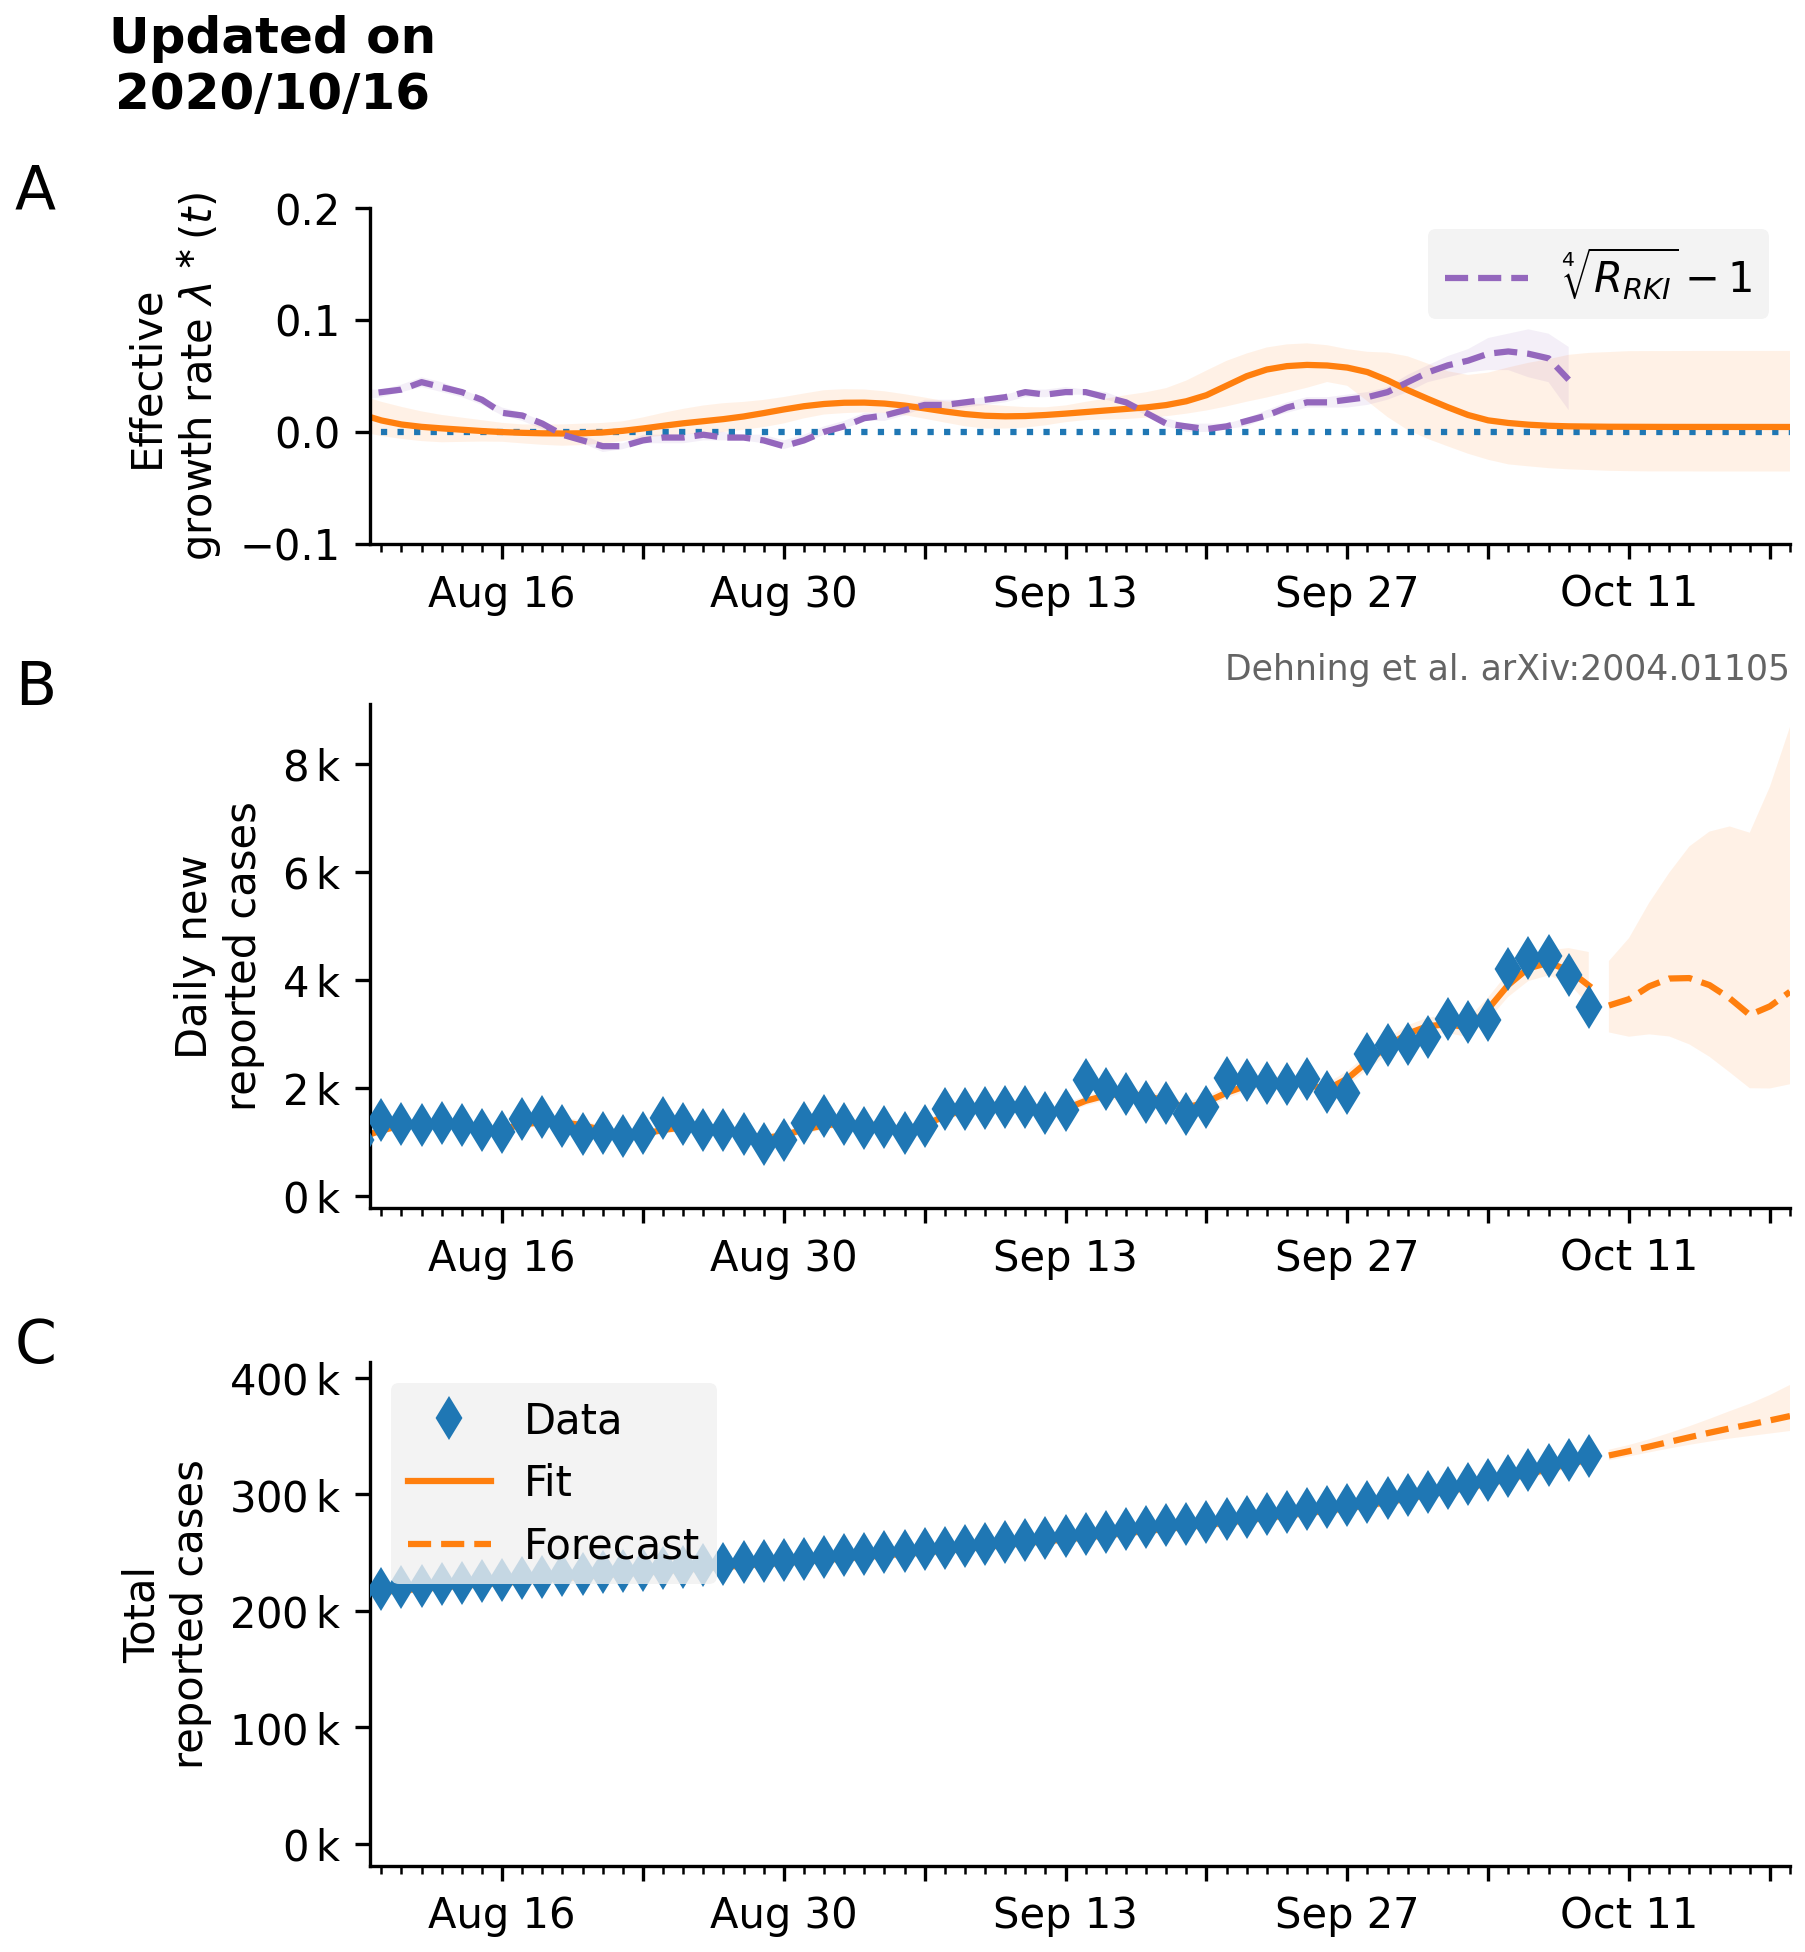 Updated on
2020/10/16
A
Effective
growth rate λ * (t)
0.2
0.1
0.0
−0.1
∜R_RKI − 1
Aug 16
Aug 30
Sep 13
Sep 27
Oct 11
Dehning et al. arXiv:2004.01105
B
Daily new
reported cases
8 k
6 k
4 k
2 k
0 k
Aug 16
Aug 30
Sep 13
Sep 27
Oct 11
C
Total
reported cases
400 k
300 k
200 k
100 k
0 k
Data
Fit
Forecast
Aug 16
Aug 30
Sep 13
Sep 27
Oct 11